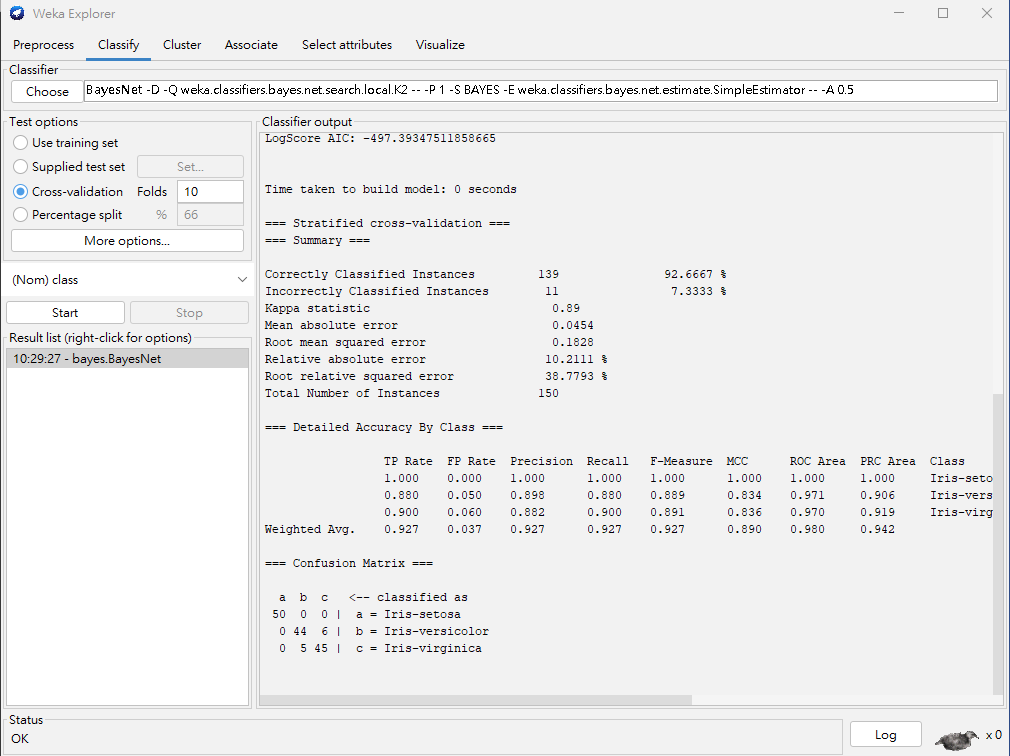 Weka Explorer
Preprocess Classify Cluster Associate Select attributes Visualize
Classifier
Choose BayesNet -D -Q weka.classifiers.bayes.net.search.local.K2 -- -P 1 -S BAYES -E weka.classifiers.bayes.net.estimate.SimpleEstimator -- -A 0.5
Test options
Use training set
Supplied test set Set...
Cross-validation Folds 10
Percentage split % 66
More options...
(Nom) class
Start Stop
Result list (right-click for options)
10:29:27 - bayes.BayesNet
Classifier output
LogScore AIC: -497.39347511858665
Time taken to build model: 0 seconds
=== Stratified cross-validation ===
=== Summary ===
Correctly Classified Instances 139 92.6667 %
Incorrectly Classified Instances 11 7.3333 %
Kappa statistic 0.89
Mean absolute error 0.0454
Root mean squared error 0.1828
Relative absolute error 10.2111 %
Root relative squared error 38.7793 %
Total Number of Instances 150
=== Detailed Accuracy By Class ===
TP Rate FP Rate Precision Recall F-Measure MCC ROC Area PRC Area Class
1.000 0.000 1.000 1.000 1.000 1.000 1.000 1.000 Iris-seto
0.880 0.050 0.898 0.880 0.889 0.834 0.971 0.906 Iris-vers
0.900 0.060 0.882 0.900 0.891 0.836 0.970 0.919 Iris-virg
Weighted Avg. 0.927 0.037 0.927 0.927 0.927 0.890 0.980 0.942
=== Confusion Matrix ===
a b c <-- classified as
50 0 0 | a = Iris-setosa
0 44 6 | b = Iris-versicolor
0 5 45 | c = Iris-virginica
Status
OK
Log
x 0